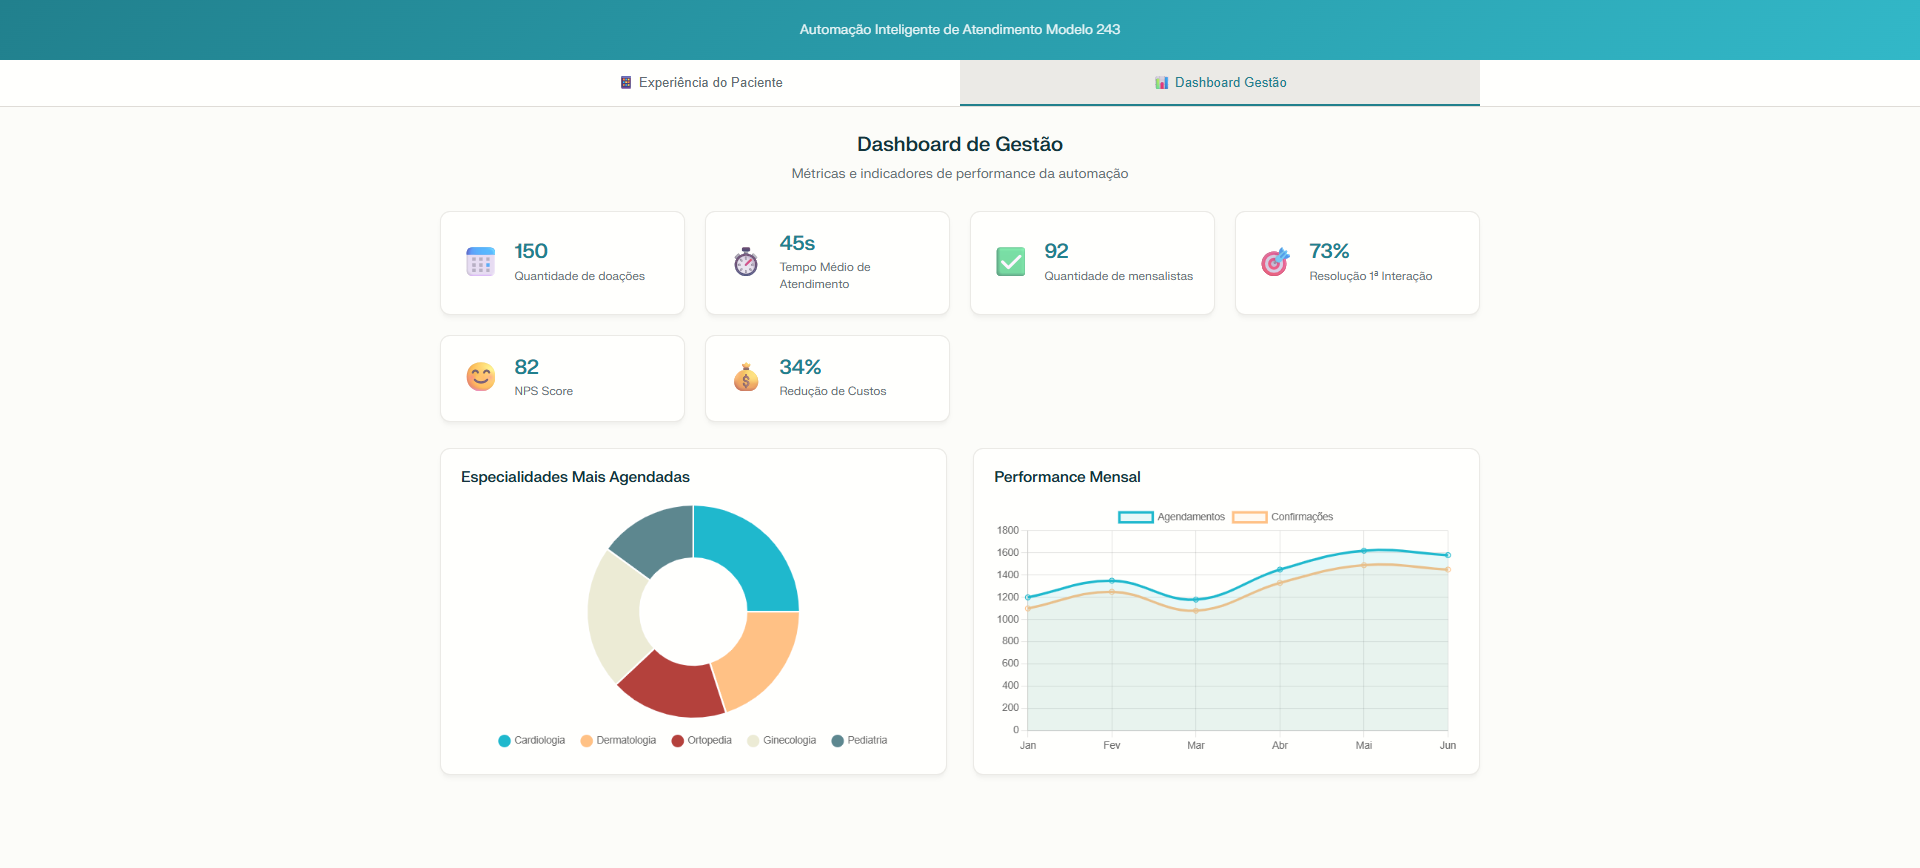 Automação Inteligente de Atendimento Modelo 243
Experiência do Paciente
Dashboard Gestão
Dashboard de Gestão
Métricas e indicadores de performance da automação
150
Quantidade de doações
45s
Tempo Médio de
Atendimento
92
Quantidade de mensalistas
73%
Resolução 1ª Interação
82
NPS Score
34%
Redução de Custos
Especialidades Mais Agendadas
Cardiologia
Dermatologia
Ortopedia
Ginecologia
Pediatria
Performance Mensal
Agendamentos
Confirmações
1800
1600
1400
1200
1000
800
600
400
200
0
Jan
Fev
Mar
Abr
Mai
Jun